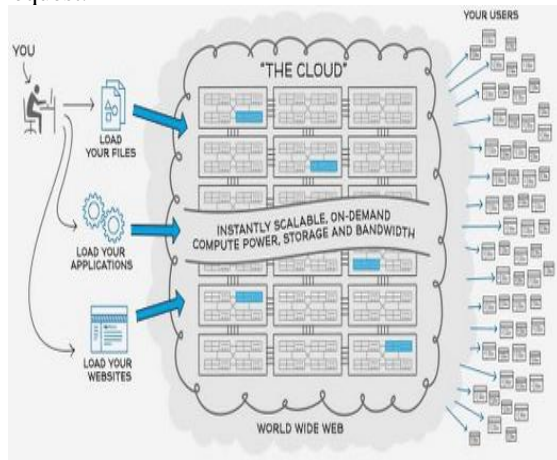 YOUR USERS
YOU
"THE CLOUD"
LOAD
YOUR FILES
INSTANTLY SCALABLE, ON-DEMAND
COMPUTE POWER, STORAGE AND BANDWIDTH
LOAD YOUR
APPLICATIONS
LOAD YOUR
WEBSITES
WORLD WIDE WEB